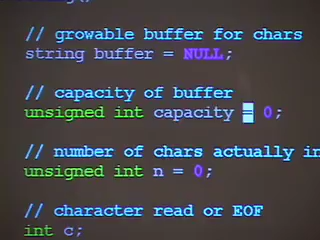 // growable buffer for chars
string buffer = NULL;
// capacity of buffer
unsigned int capacity = 0;
// number of chars actually
unsigned int n = 0;
// character read or EOF
int c;